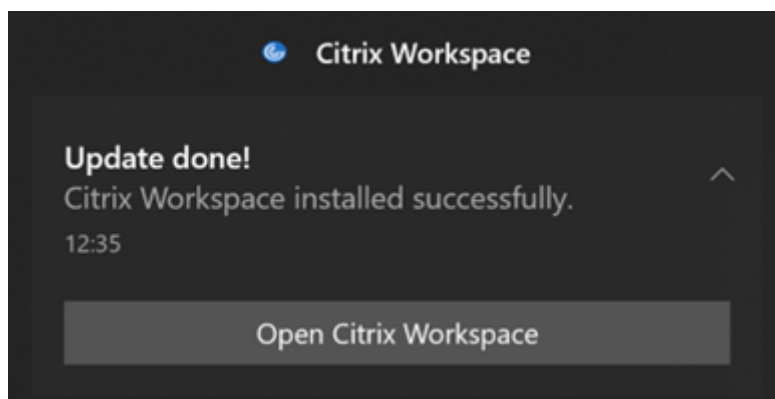 Citrix Workspace
Update done!
Citrix Workspace installed successfully.
12:35
Open Citrix Workspace